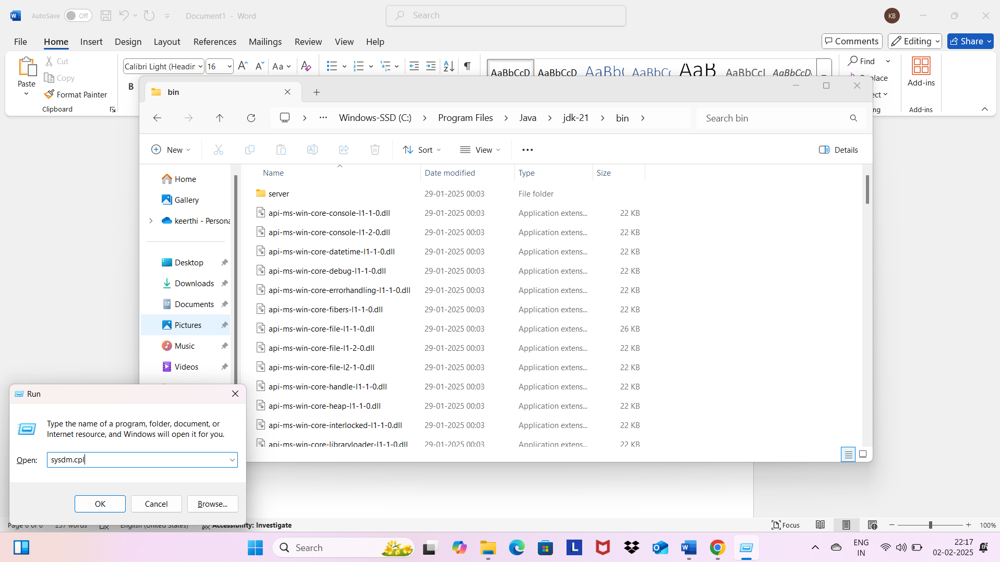 AutoSave Off Document1 - Word Search KB
File Home Insert Design Layout References Mailings Review View Help Comments Editing Share
Paste Cut Copy Format Painter Clipboard
Calibri Light (Headin 16 Aa
B
AaBbCcD AaBbCcD AaBb( AaBbC AaB AaBbCcl AaBbCcD
Find
place
ect
ng
Add-ins
Add-ins
bin
Windows-SSD (C:) Program Files Java jdk-21 bin Search bin
New Sort View Details
Name Date modified Type Size
server 29-01-2025 00:03 File folder
api-ms-win-core-console-l1-1-0.dll 29-01-2025 00:03 Application extens... 22 KB
api-ms-win-core-console-l1-2-0.dll 29-01-2025 00:03 Application extens... 22 KB
api-ms-win-core-datetime-l1-1-0.dll 29-01-2025 00:03 Application extens... 22 KB
api-ms-win-core-debug-l1-1-0.dll 29-01-2025 00:03 Application extens... 22 KB
api-ms-win-core-errorhandling-l1-1-0.dll 29-01-2025 00:03 Application extens... 22 KB
api-ms-win-core-fibers-l1-1-0.dll 29-01-2025 00:03 Application extens... 22 KB
api-ms-win-core-file-l1-1-0.dll 29-01-2025 00:03 Application extens... 26 KB
api-ms-win-core-file-l1-2-0.dll 29-01-2025 00:03 Application extens... 22 KB
api-ms-win-core-file-l2-1-0.dll 29-01-2025 00:03 Application extens... 22 KB
api-ms-win-core-handle-l1-1-0.dll 29-01-2025 00:03 Application extens... 22 KB
api-ms-win-core-heap-l1-1-0.dll 29-01-2025 00:03 Application extens... 22 KB
api-ms-win-core-interlocked-l1-1-0.dll 29-01-2025 00:03 Application extens... 22 KB
api-ms-win-core-libraryloader-l1-1-0.dll 29-01-2025 00:03 Application extens... 22 KB
Home
Gallery
keerthi - Persona
Desktop
Downloads
Documents
Pictures
Music
Videos
Run
Type the name of a program, folder, document, or
Internet resource, and Windows will open it for you.
Open: sysdm.cpl
OK Cancel Browse...
Page 6 of 6 257 words English (United States) Accessibility: Investigate Focus 100%
Search
ENG
IN
22:17
02-02-2025